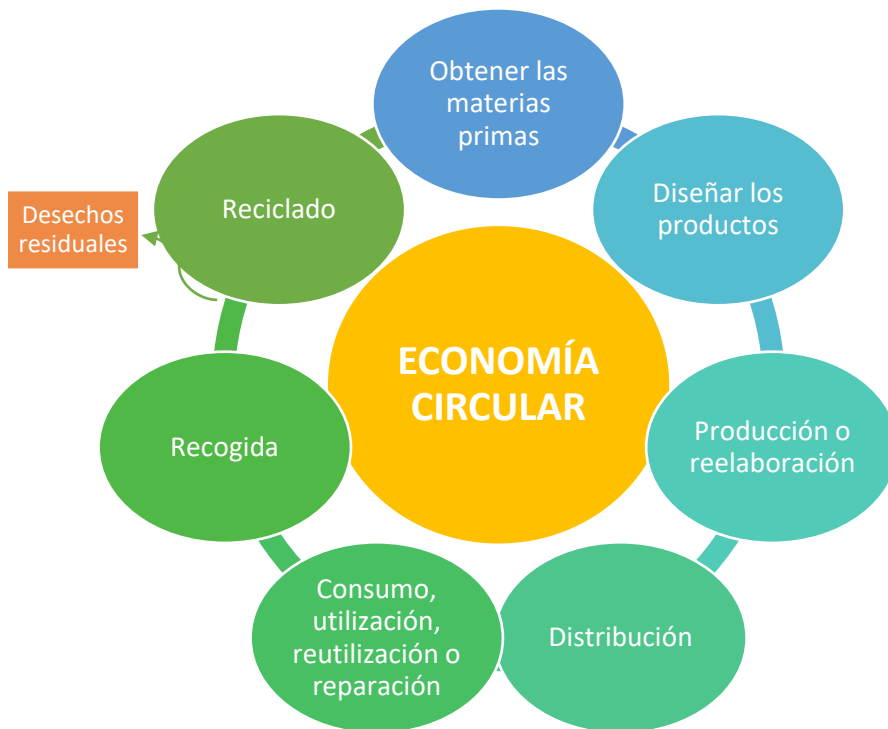 Obtener las
materias
primas
Diseñar los
productos
Producción o
reelaboración
Distribución
Consumo,
utilización,
reutilización o
reparación
Recogida
Reciclado
Desechos
residuales
ECONOMÍA
CIRCULAR